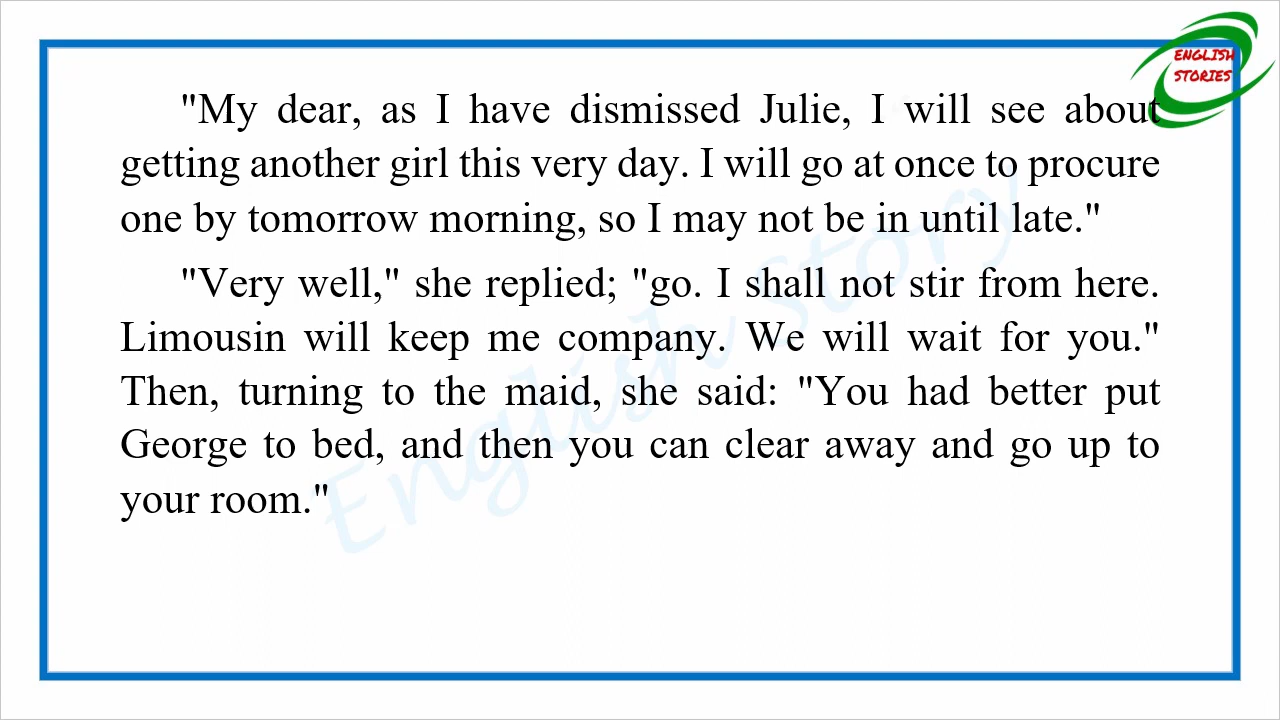 ENGLISH
STORIES
"My dear, as I have dismissed Julie, I will see about
getting another girl this very day. I will go at once to procure
one by tomorrow morning, so I may not be in until late."
"Very well," she replied; "go. I shall not stir from here.
Limousin will keep me company. We will wait for you."
Then, turning to the maid, she said: "You had better put
George to bed, and then you can clear away and go up to
your room."
English Story